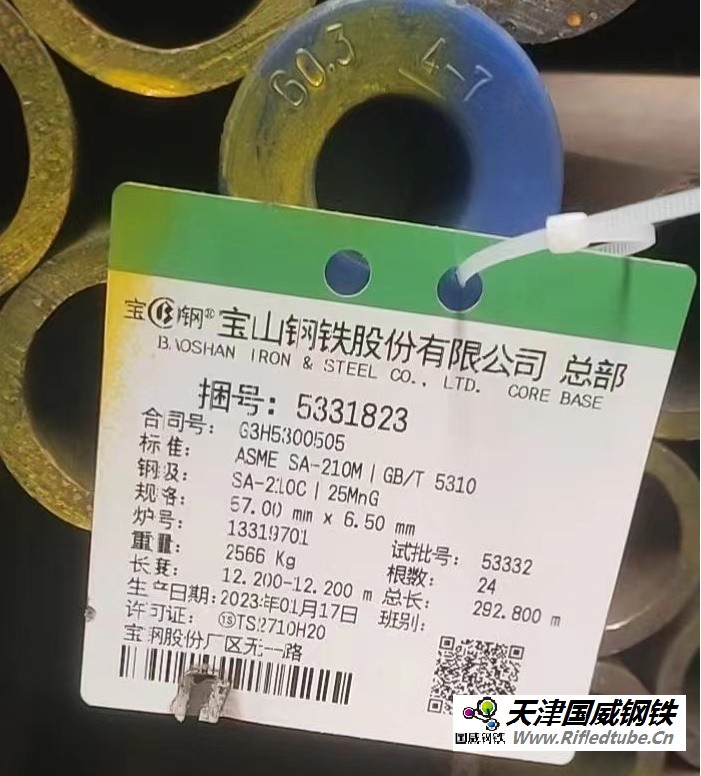 60.3 4-7
宝钢® 宝山钢铁股份有限公司 总部
BAOSHAN IRON & STEEL CO., LTD. CORE BASE
捆号: 5331823
合同号: G3H5300505
标准: ASME SA-210M | GB/T 5310
钢级: SA-210C | 25MnG
规格: 57.00 mm x 6.50 mm
炉号: 13319701 试批号: 53332
重量: 2566 Kg 根数: 24
长度: 12.200-12.200 m 总长: 292.800 m
生产日期: 2023年01月17日 班别:
许可证: TS2710H20
宝钢股份厂区无一路
国威钢铁 天津国威钢铁
www.Rifledtube.Cn